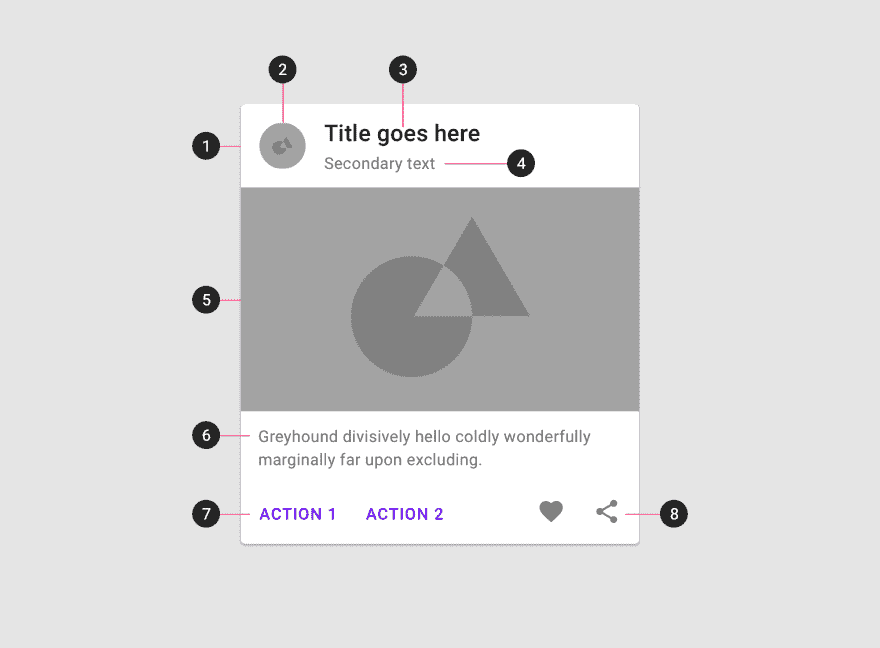 2
3
1
Title goes here
Secondary text
4
5
6
Greyhound divisively hello coldly wonderfully
marginally far upon excluding.
7
ACTION 1
ACTION 2
8